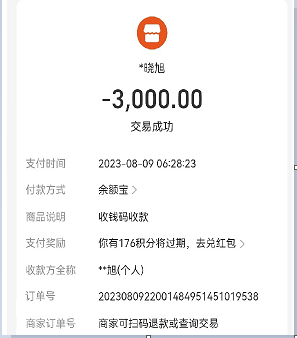 *晓旭
-3,000.00
交易成功
支付时间 2023-08-09 06:28:23
付款方式 余额宝
商品说明 收钱码收款
支付奖励 你有176积分将过期，去兑红包
收款方全称 **旭(个人)
订单号 20230809220014849514510195​38
商家订单号 商家可扫码退款或查询交易